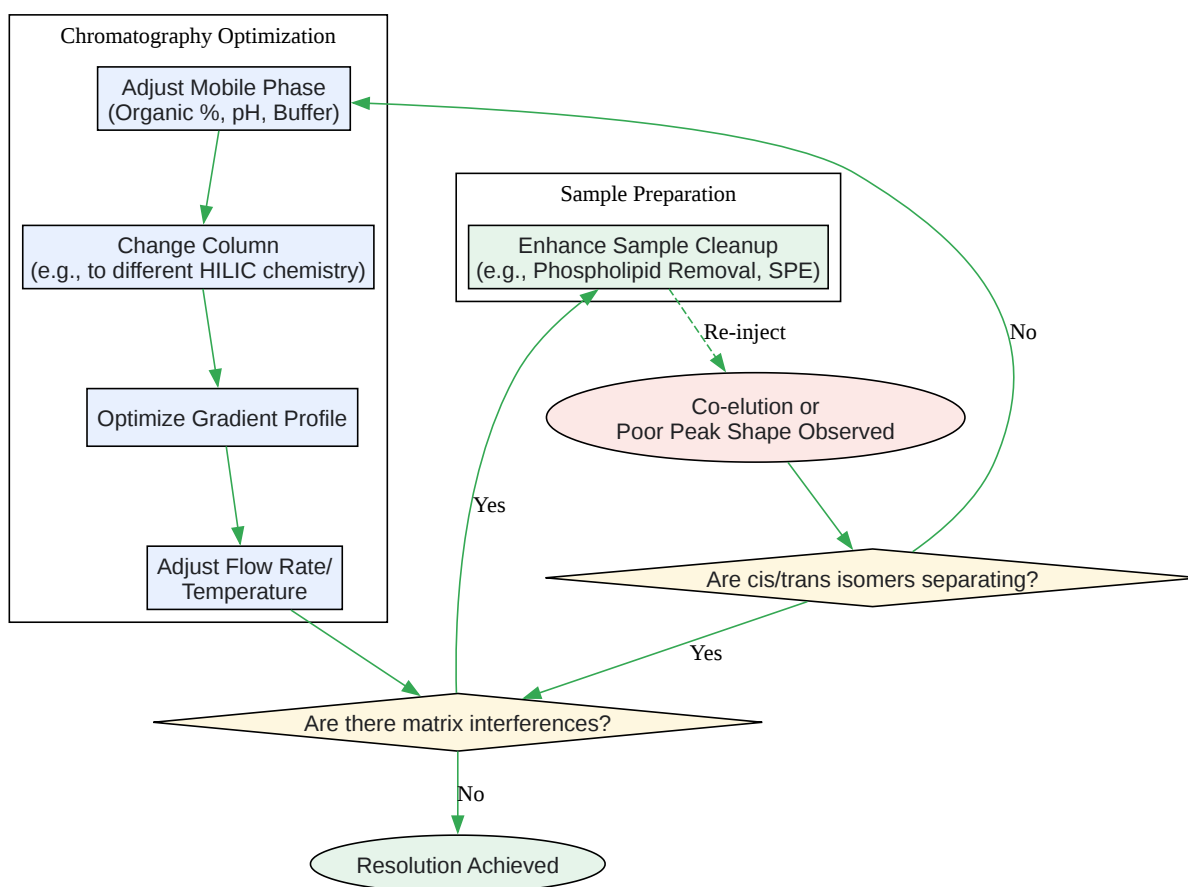 Chromatography Optimization
Adjust Mobile Phase
(Organic %, pH, Buffer)
Change Column
(e.g., to different HILIC chemistry)
Optimize Gradient Profile
Adjust Flow Rate/
Temperature
Sample Preparation
Enhance Sample Cleanup
(e.g., Phospholipid Removal, SPE)
Re-inject
No
Co-elution or
Poor Peak Shape Observed
Yes
Are cis/trans isomers separating?
Yes
Are there matrix interferences?
No
Resolution Achieved